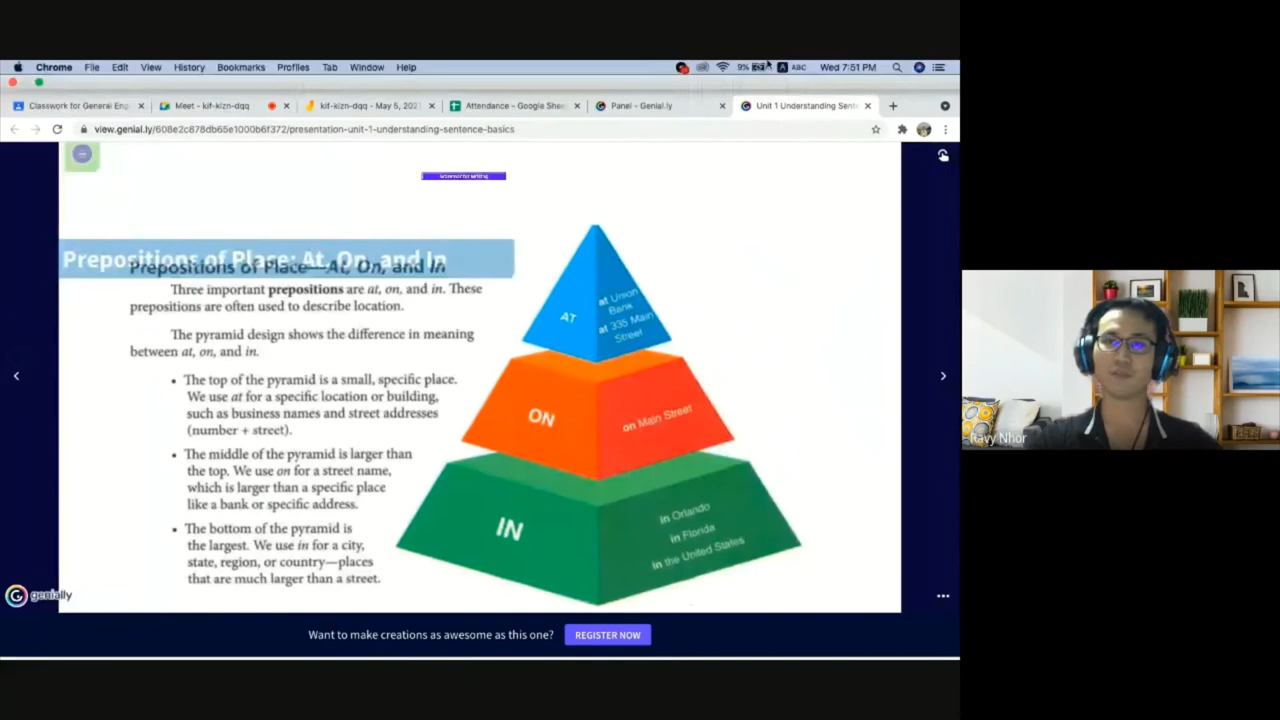 Chrome File Edit View History Bookmarks Profiles Tab Window Help
9% ABC Wed 7:51 PM
Classwork for General Eng
Meet - kif-kizn-dqq
kif-kizn-dqq - May 5, 2021
Attendance - Google Shee
Panel - Genial.ly
Unit 1 Understanding Sent
view.genial.ly/608e2c878db65e1000b6f372/presentation-unit-1-understanding-sentence-basics
Grammar for Writing
Prepositions of Place: At, On, and In
Prepositions of Place—At, On, and In
Three important prepositions are at, on, and in. These
prepositions are often used to describe location.
The pyramid design shows the difference in meaning
between at, on, and in.
• The top of the pyramid is a small, specific place.
We use at for a specific location or building,
such as business names and street addresses
(number + street).
• The middle of the pyramid is larger than
the top. We use on for a street name,
which is larger than a specific place
like a bank or specific address.
• The bottom of the pyramid is
the largest. We use in for a city,
state, region, or country—places
that are much larger than a street.
AT
at Union
Bank
at 335 Main
Street
ON
on Main Street
IN
in Orlando
in Florida
in the United States
genially
Want to make creations as awesome as this one?
REGISTER NOW
Ravy Nhor